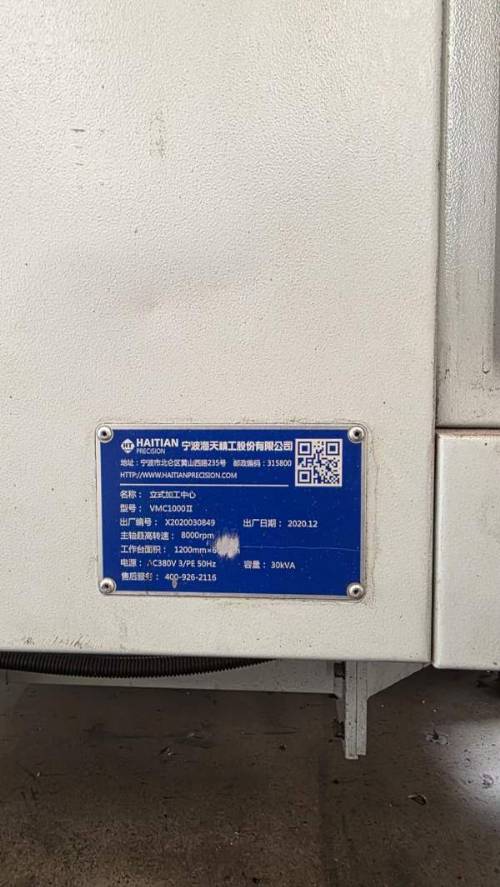 HT HAITIAN PRECISION 宁波海天精工股份有限公司
地址：宁波市北仑区黄山西路235号 邮政编码：315800
HTTP://WWW.HAITIANPRECISION.COM
名称： 立式加工中心
型号： VMC1000Ⅱ
出厂编号： X2020030849 出厂日期： 2020.12
主轴最高转速： 8000rpm
工作台面积： 1200mm×
电源： AC380V 3/PE 50Hz 容量： 30kVA
售后服务： 400-926-2116